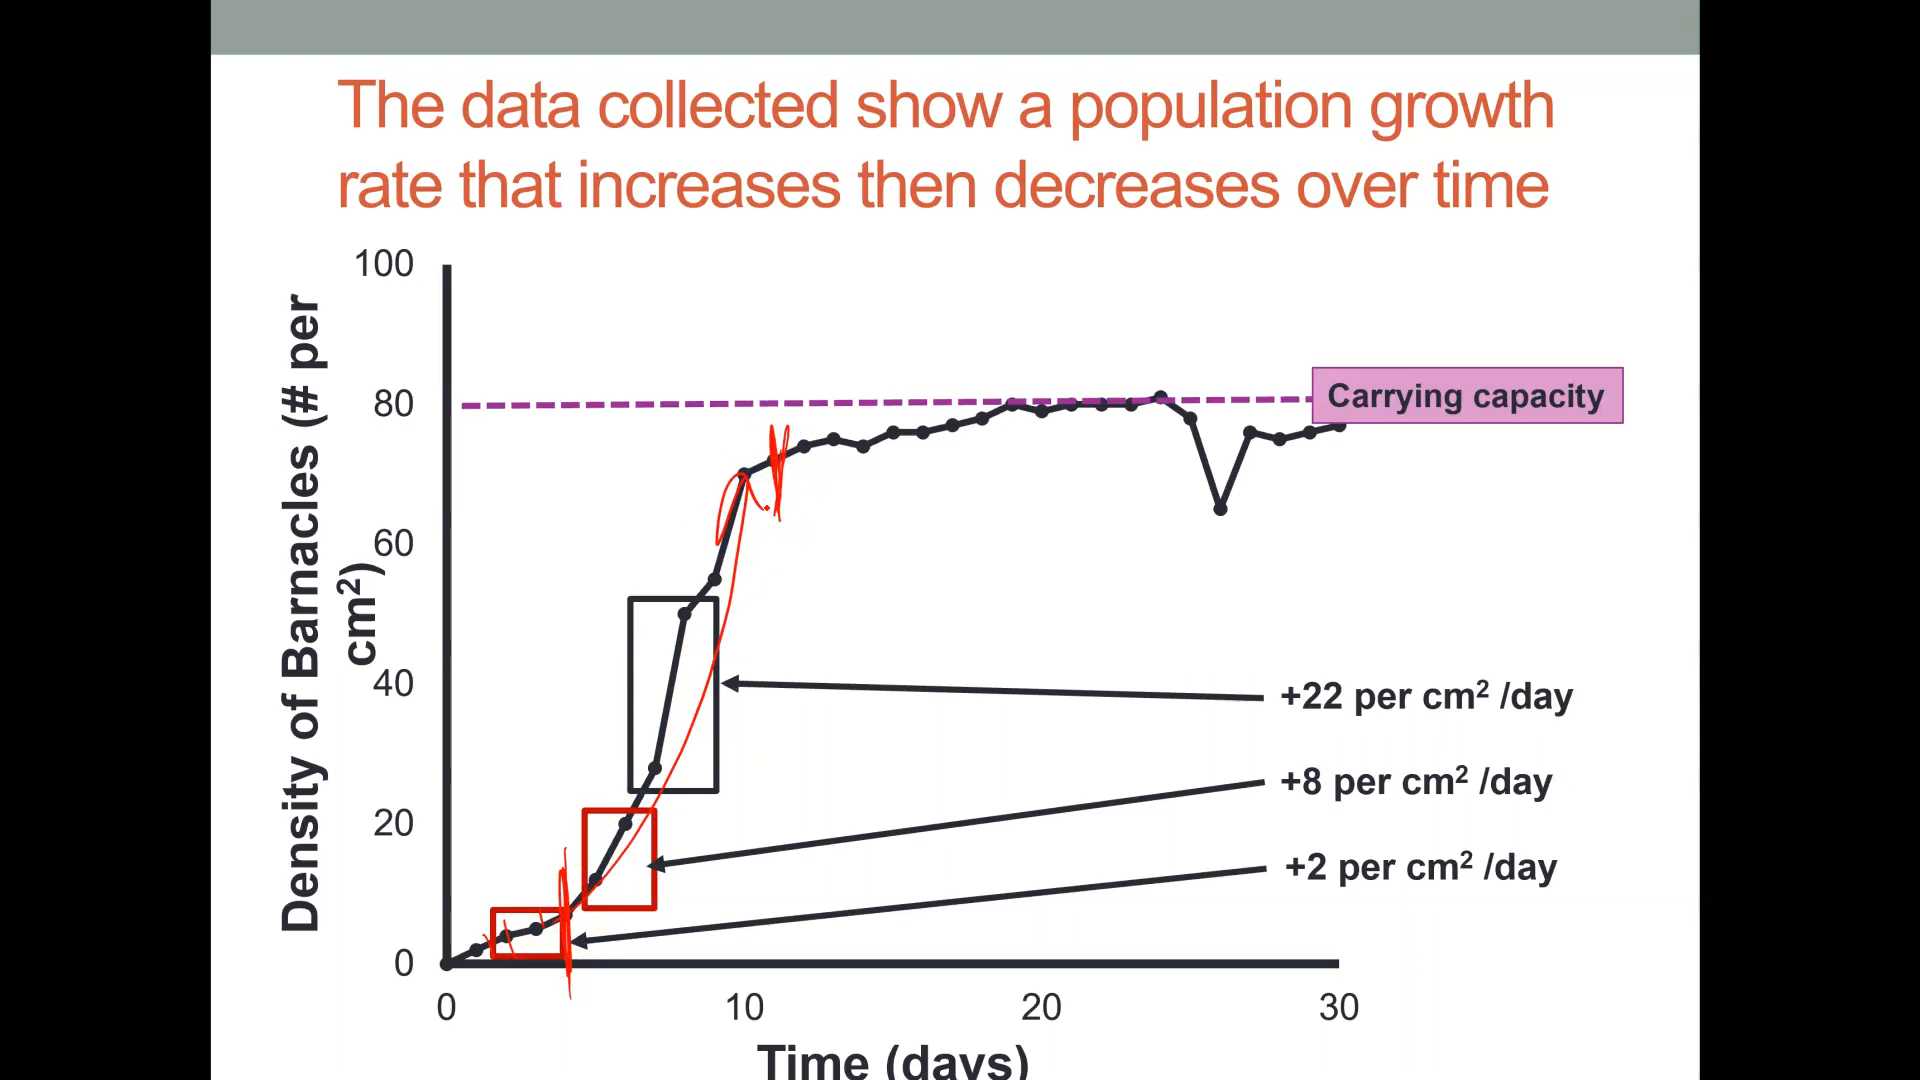 The data collected show a population growth
rate that increases then decreases over time
Density of Barnacles (# per
cm²)
100
80
60
40
20
0
Carrying capacity
+22 per cm² /day
+8 per cm² /day
+2 per cm² /day
0 10 20 30
Time (days)